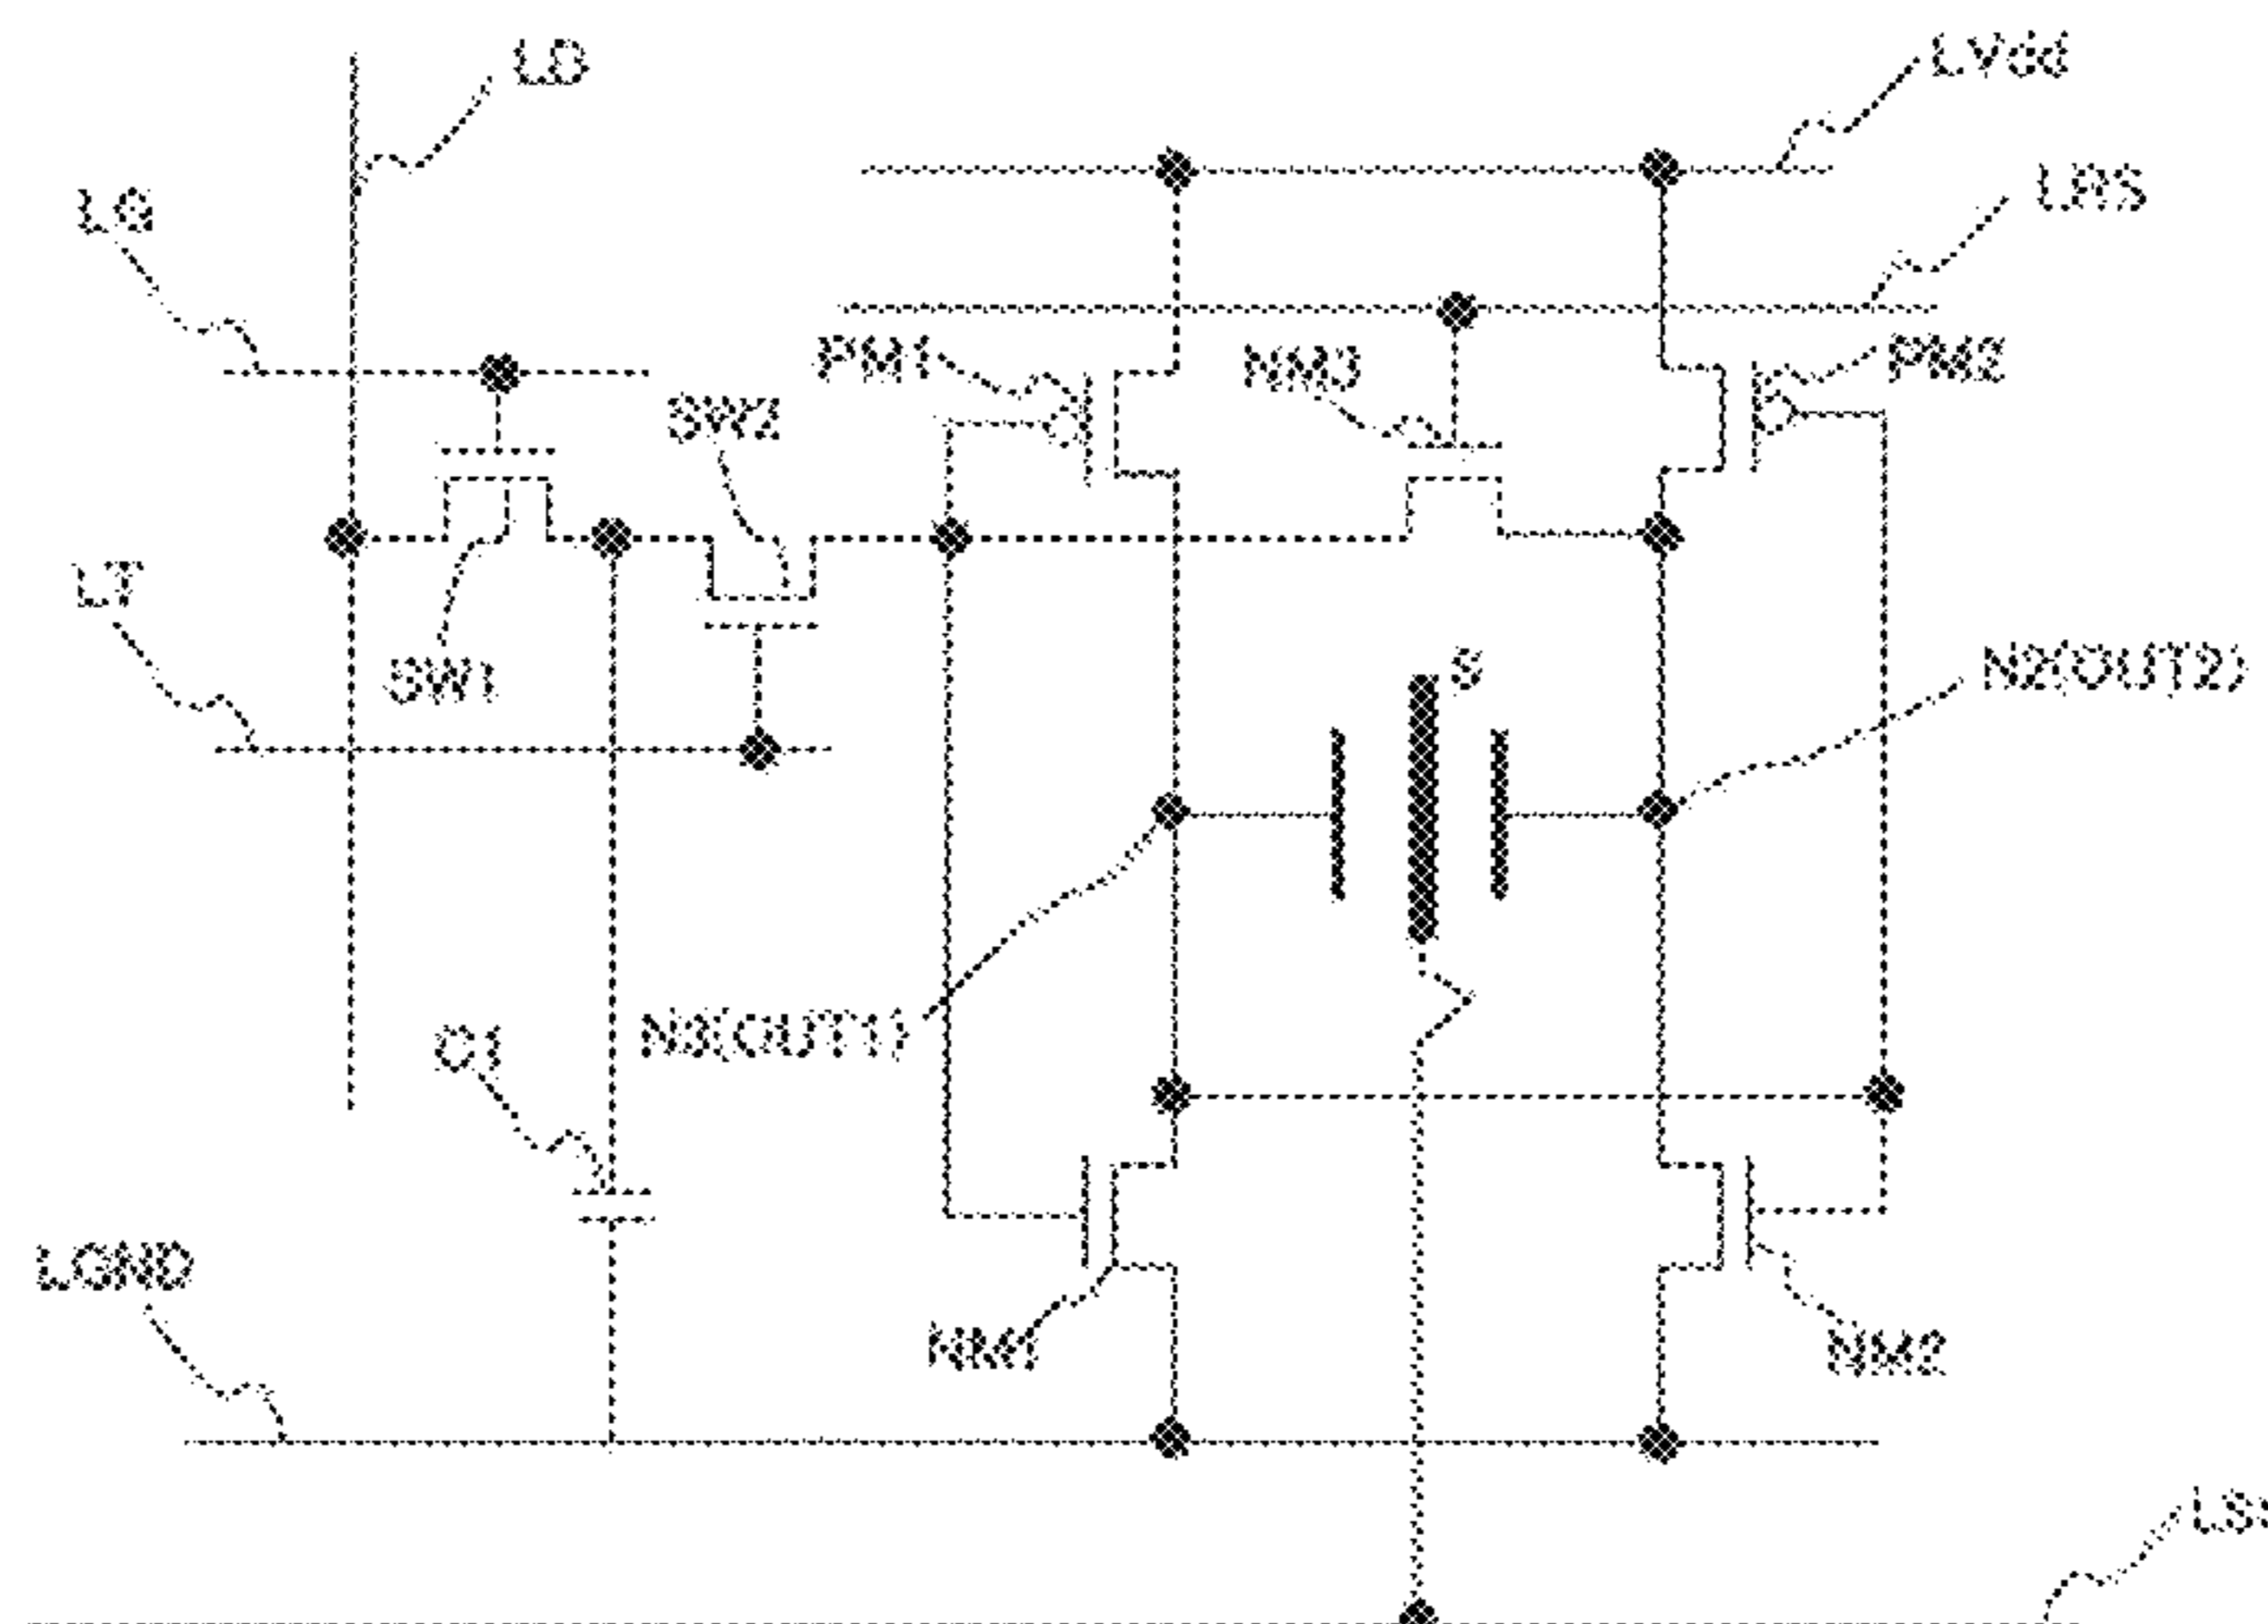 LD
LVdd
LG
LRS
PM1
NM3
PM2
SW2
LT
SW1
S
N2(OUT2)
N3(OUT1)
C1
LGND
NM1
NM2